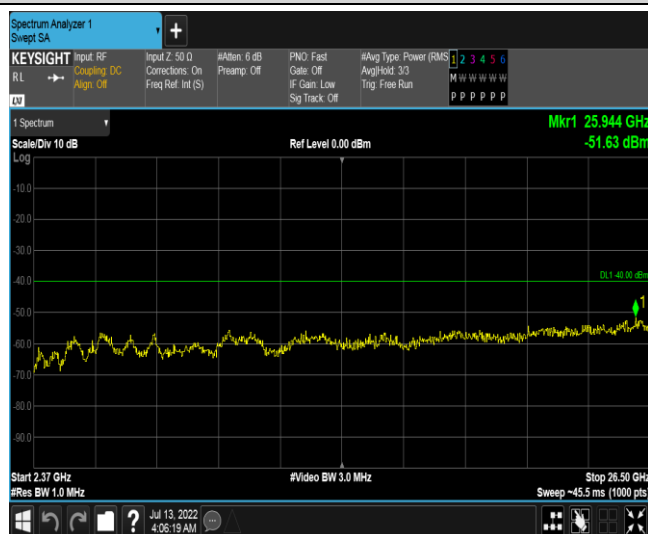 Spectrum Analyzer 1
Swept SA
+
KEYSIGHT
RL
LXI
Input: RF
Coupling: DC
Align: Off
Input Z: 50 Ω
Corrections: On
Freq Ref: Int (S)
#Atten: 6 dB
Preamp: Off
PNO: Fast
Gate: Off
IF Gain: Low
Sig Track: Off
#Avg Type: Power (RMS
Avg|Hold: 3/3
Trig: Free Run
1 2 3 4 5 6
M W W W W W
P P P P P P
1 Spectrum
Mkr1 25.944 GHz
-51.63 dBm
Scale/Div 10 dB
Ref Level 0.00 dBm
Log
-10.0
-20.0
-30.0
DL1 -40.00 dBm
-40.0
1
-50.0
-60.0
-70.0
-80.0
-90.0
Start 2.37 GHz
#Video BW 3.0 MHz
Stop 26.50 GHz
#Res BW 1.0 MHz
Sweep ~45.5 ms (1000 pts)
?
Jul 13, 2022
4:06:19 AM